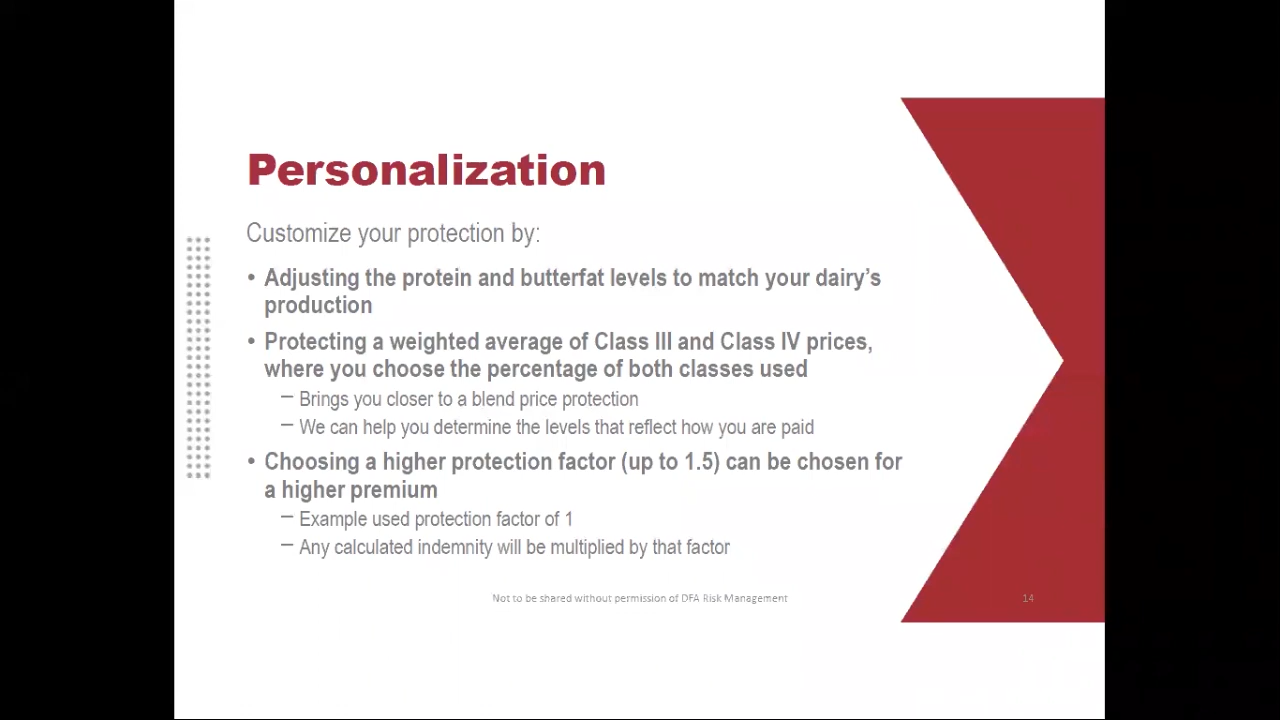 Personalization
Customize your protection by:
• Adjusting the protein and butterfat levels to match your dairy’s
production
• Protecting a weighted average of Class III and Class IV prices,
where you choose the percentage of both classes used
– Brings you closer to a blend price protection
– We can help you determine the levels that reflect how you are paid
• Choosing a higher protection factor (up to 1.5) can be chosen for
a higher premium
– Example used protection factor of 1
– Any calculated indemnity will be multiplied by that factor
Not to be shared without permission of DFA Risk Management
14